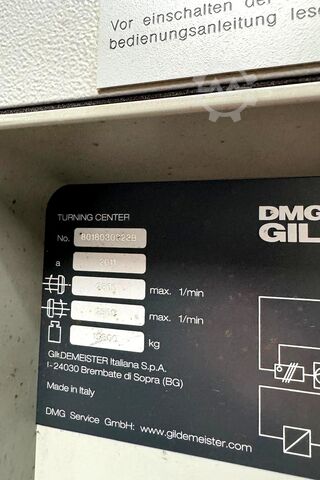 Vor einschalten der
bedienungsanleitung lese
TURNING CENTER
DMG
GIL
No.
a 2011
max. 1/min
max. 1/min
kg
GILDEMEISTER Italiana S.p.A.
I- 24030 Brembate di Sopra (BG)
Made in Italy
DMG Service GmbH: www.gildemeister.com